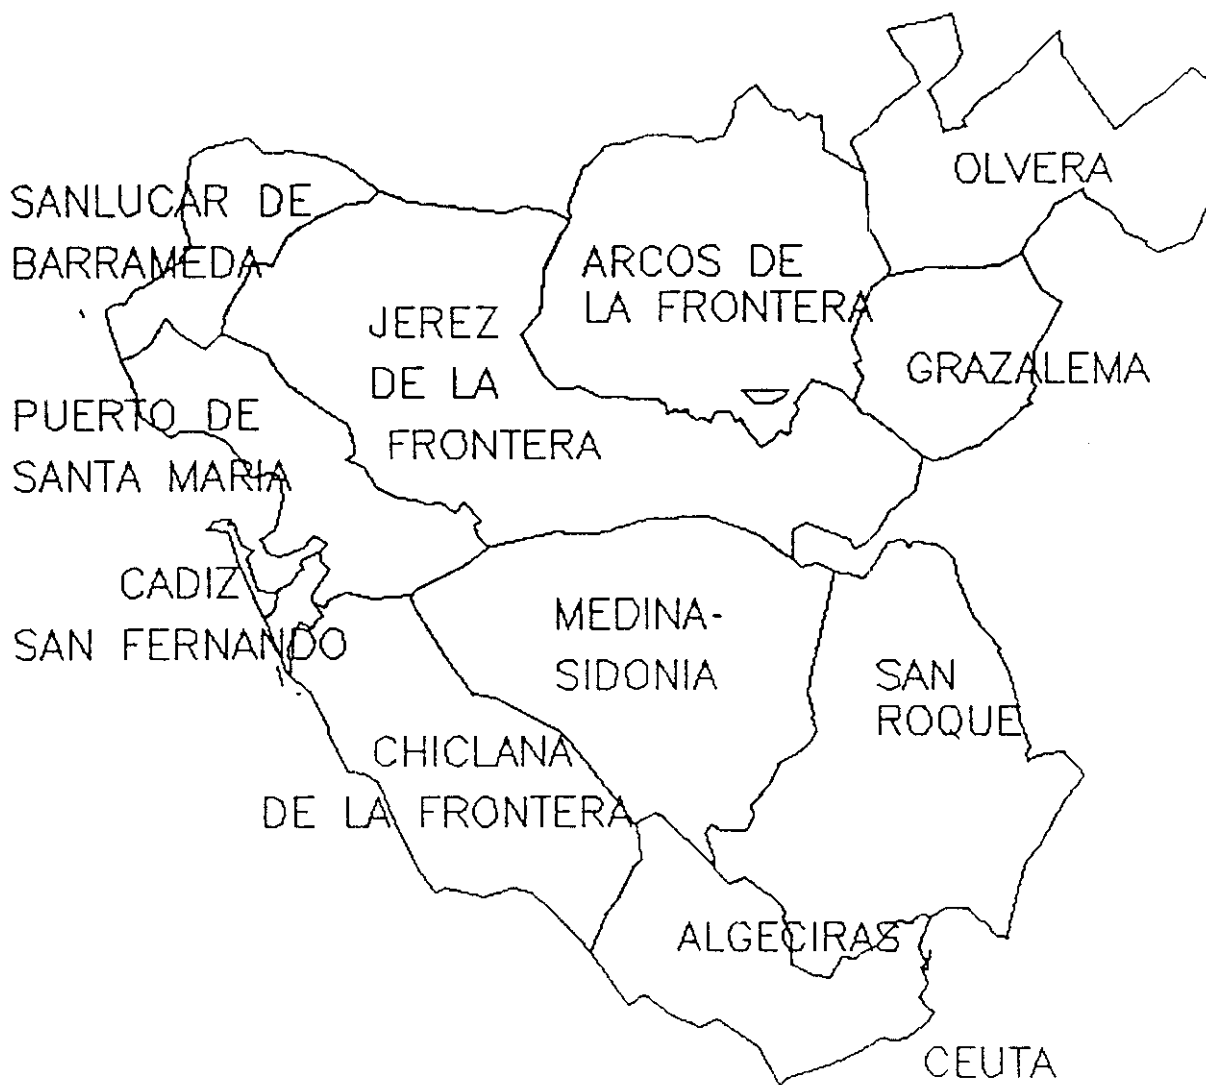 OLVERA
SANLUCAR DE
BARRAMEDA
ARCOS DE
LA FRONTERA
JEREZ
DE LA
FRONTERA
GRAZALEMA
PUERTO DE
SANTA MARIA
CADIZ
SAN FERNANDO
MEDINA-
SIDONIA
SAN
ROQUE
CHICLANA
DE LA FRONTERA
ALGECIRAS
CEUTA